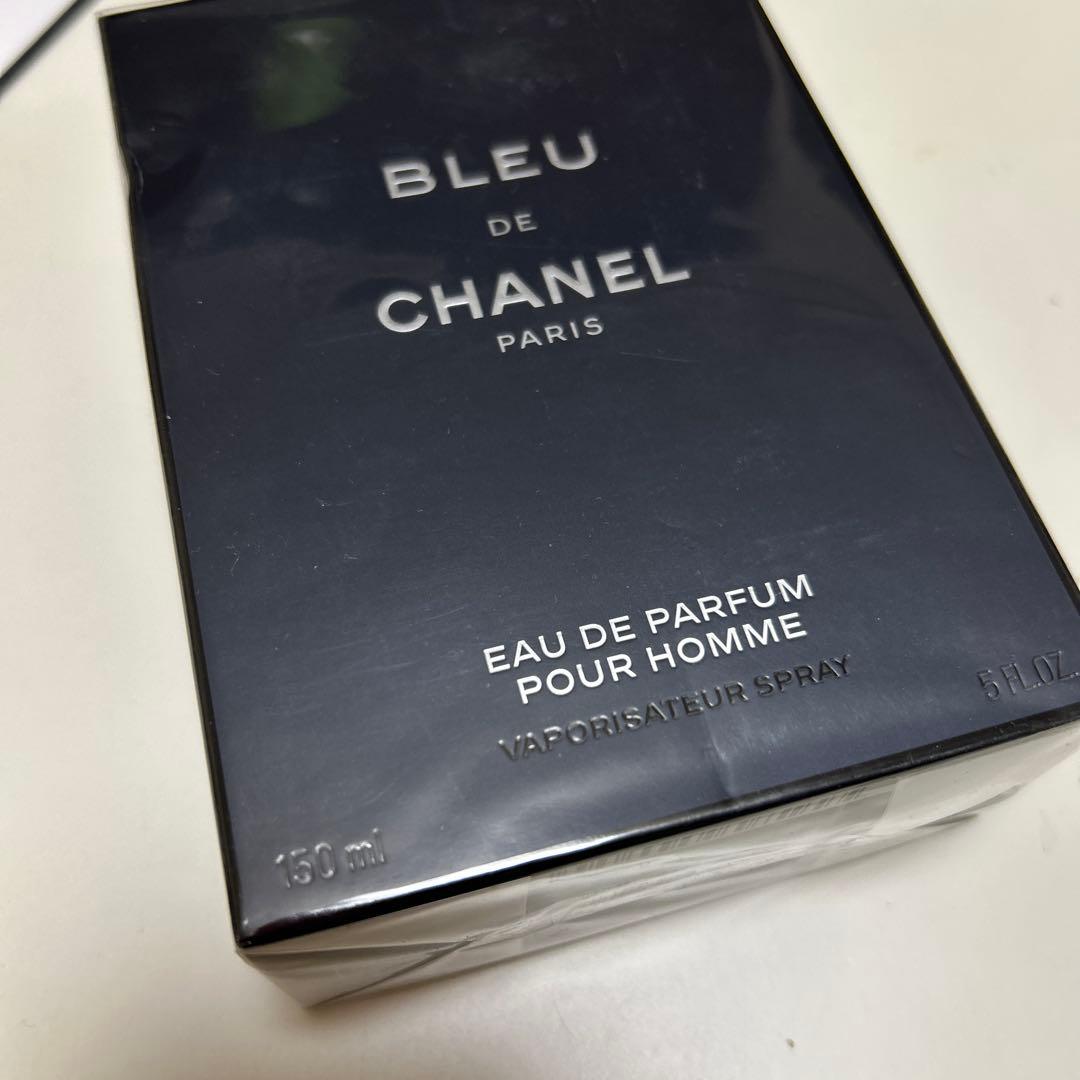 BLEU
DE
CHANEL
PARIS
EAU DE PARFUM
POUR HOMME
VAPORISATEUR SPRAY
5 FL.OZ.
150 ml